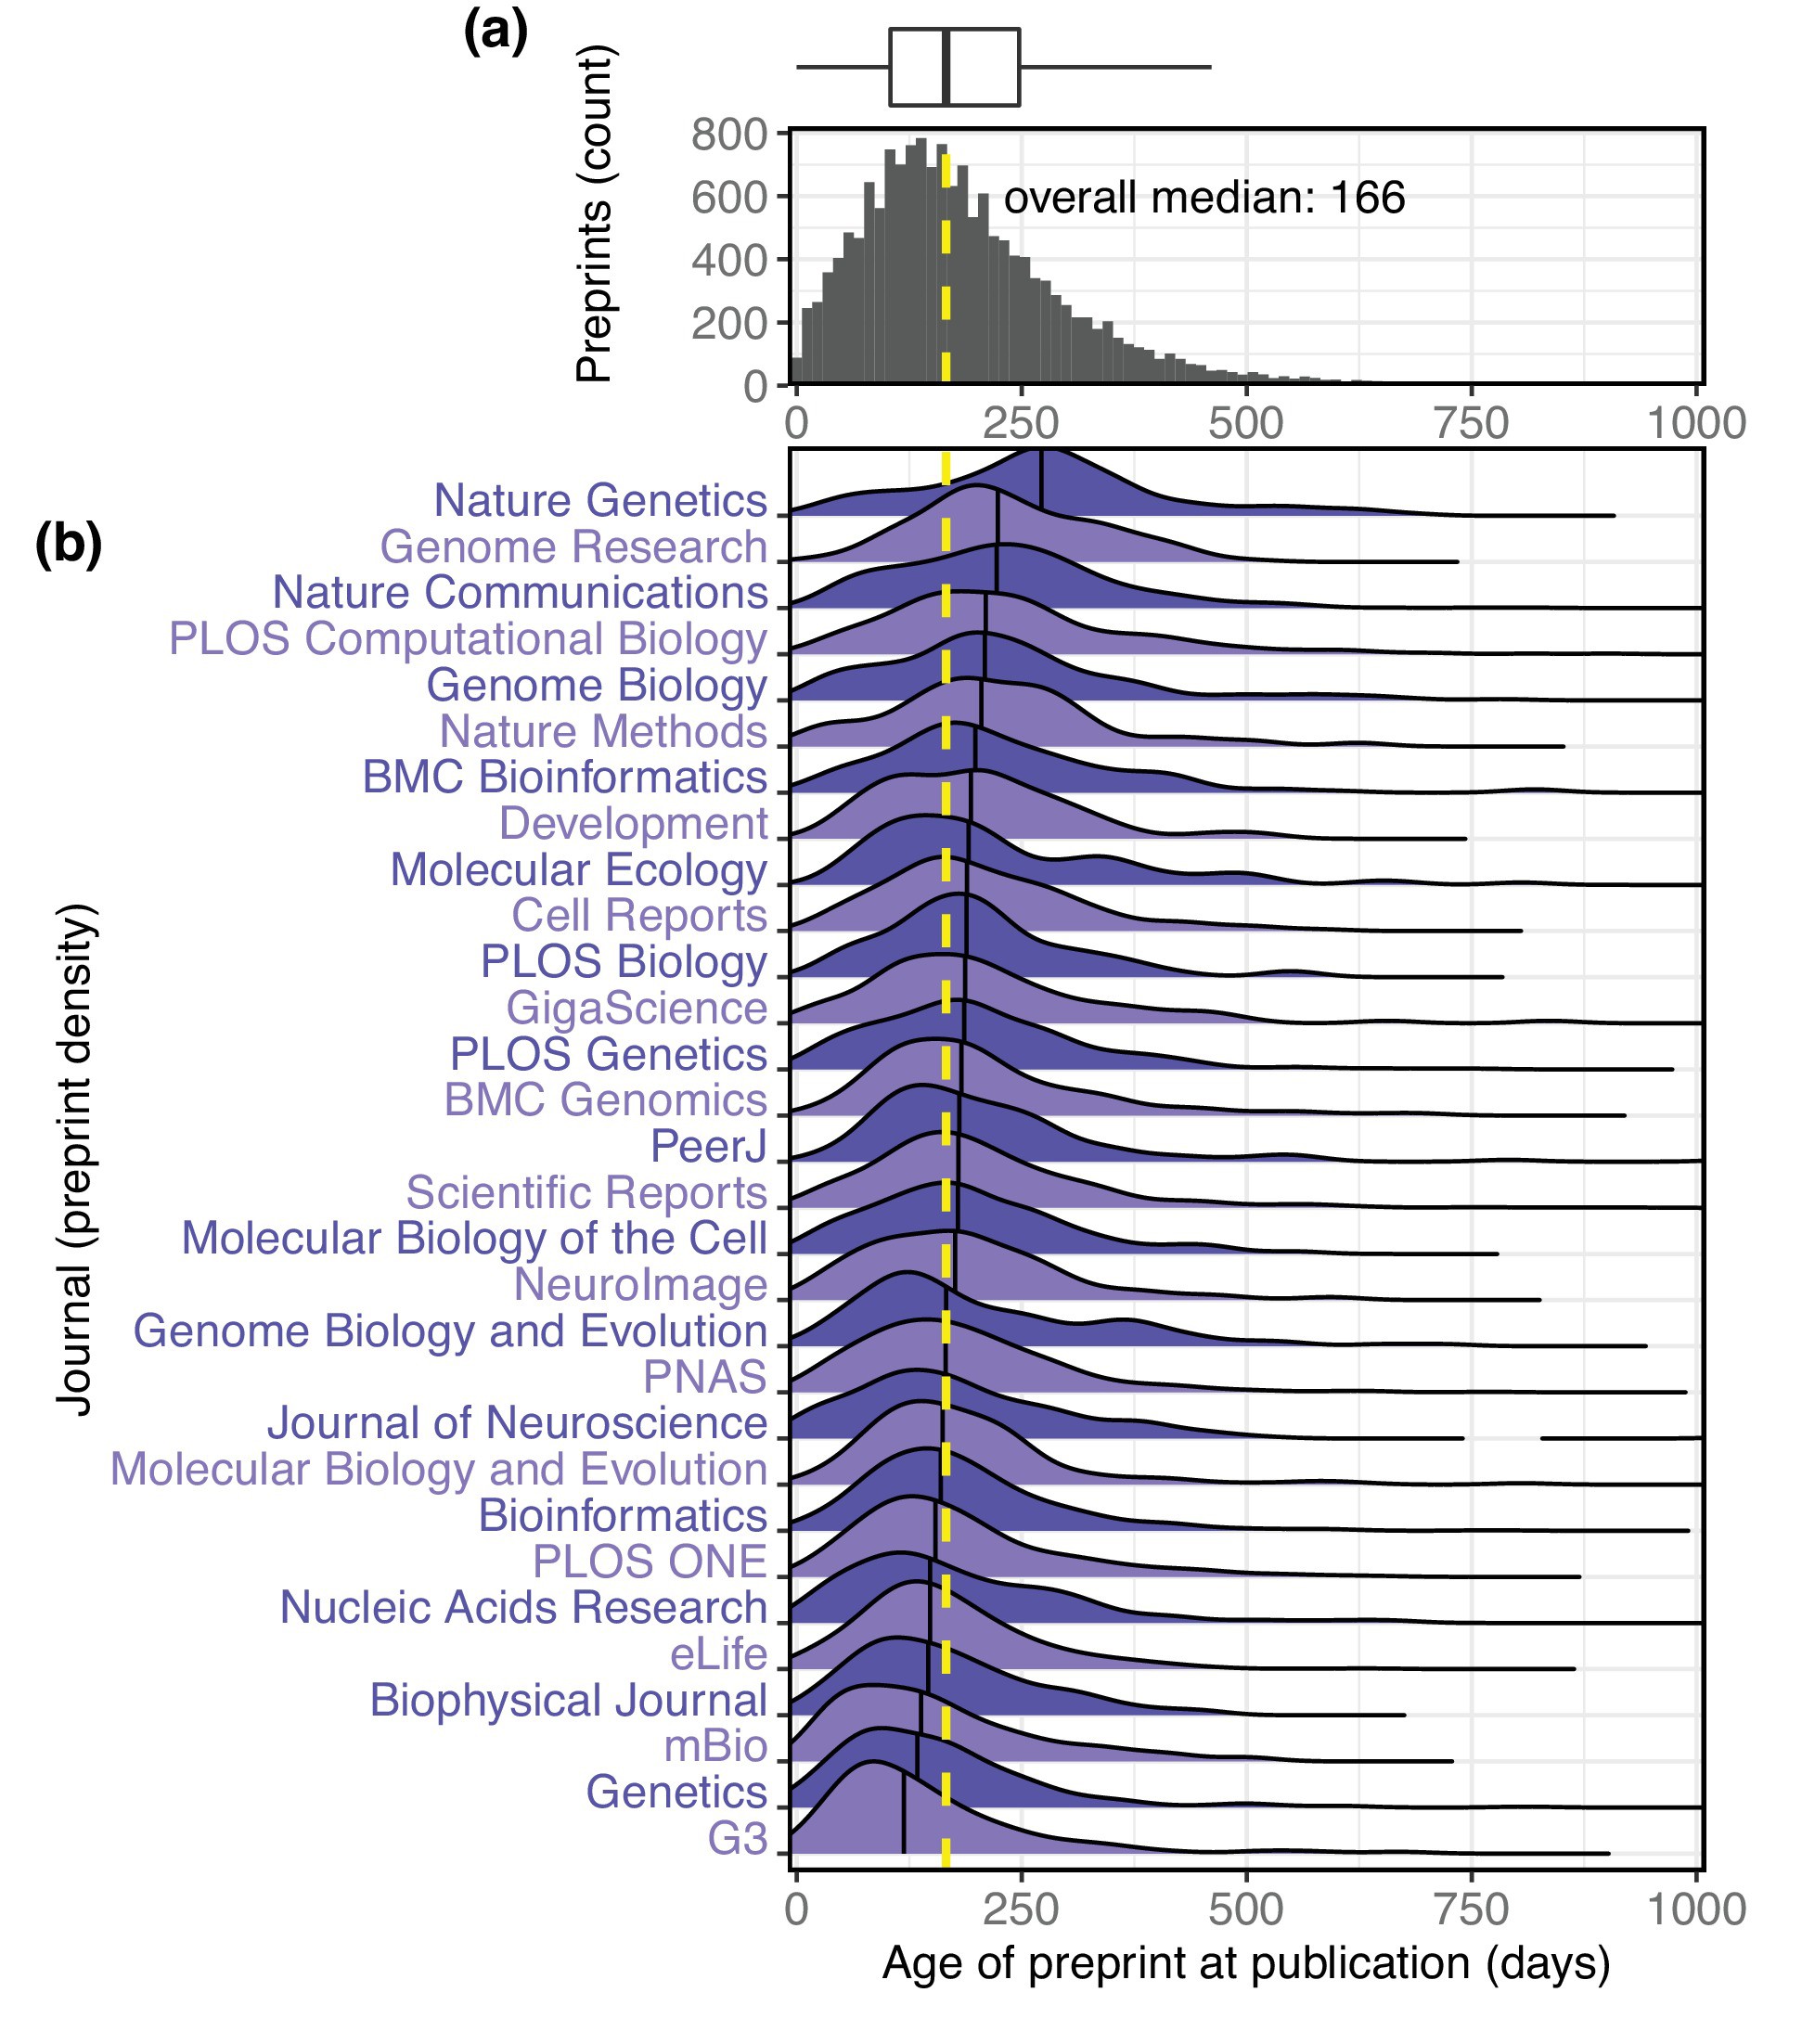 (a)
Preprints (count)
800
600
400
200
0
overall median: 166
0 250 500 750 1000
(b)
Journal (preprint density)
Nature Genetics
Genome Research
Nature Communications
PLOS Computational Biology
Genome Biology
Nature Methods
BMC Bioinformatics
Development
Molecular Ecology
Cell Reports
PLOS Biology
GigaScience
PLOS Genetics
BMC Genomics
PeerJ
Scientific Reports
Molecular Biology of the Cell
NeuroImage
Genome Biology and Evolution
PNAS
Journal of Neuroscience
Molecular Biology and Evolution
Bioinformatics
PLOS ONE
Nucleic Acids Research
eLife
Biophysical Journal
mBio
Genetics
G3
0 250 500 750 1000
Age of preprint at publication (days)